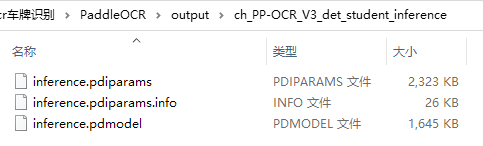 cr车牌识别 > PaddleOCR > output > ch_PP-OCR_V3_det_student_inference
名称 类型 大小
inference.pdiparams PDIPARAMS 文件 2,323 KB
inference.pdiparams.info INFO 文件 26 KB
inference.pdmodel PDMODEL 文件 1,645 KB